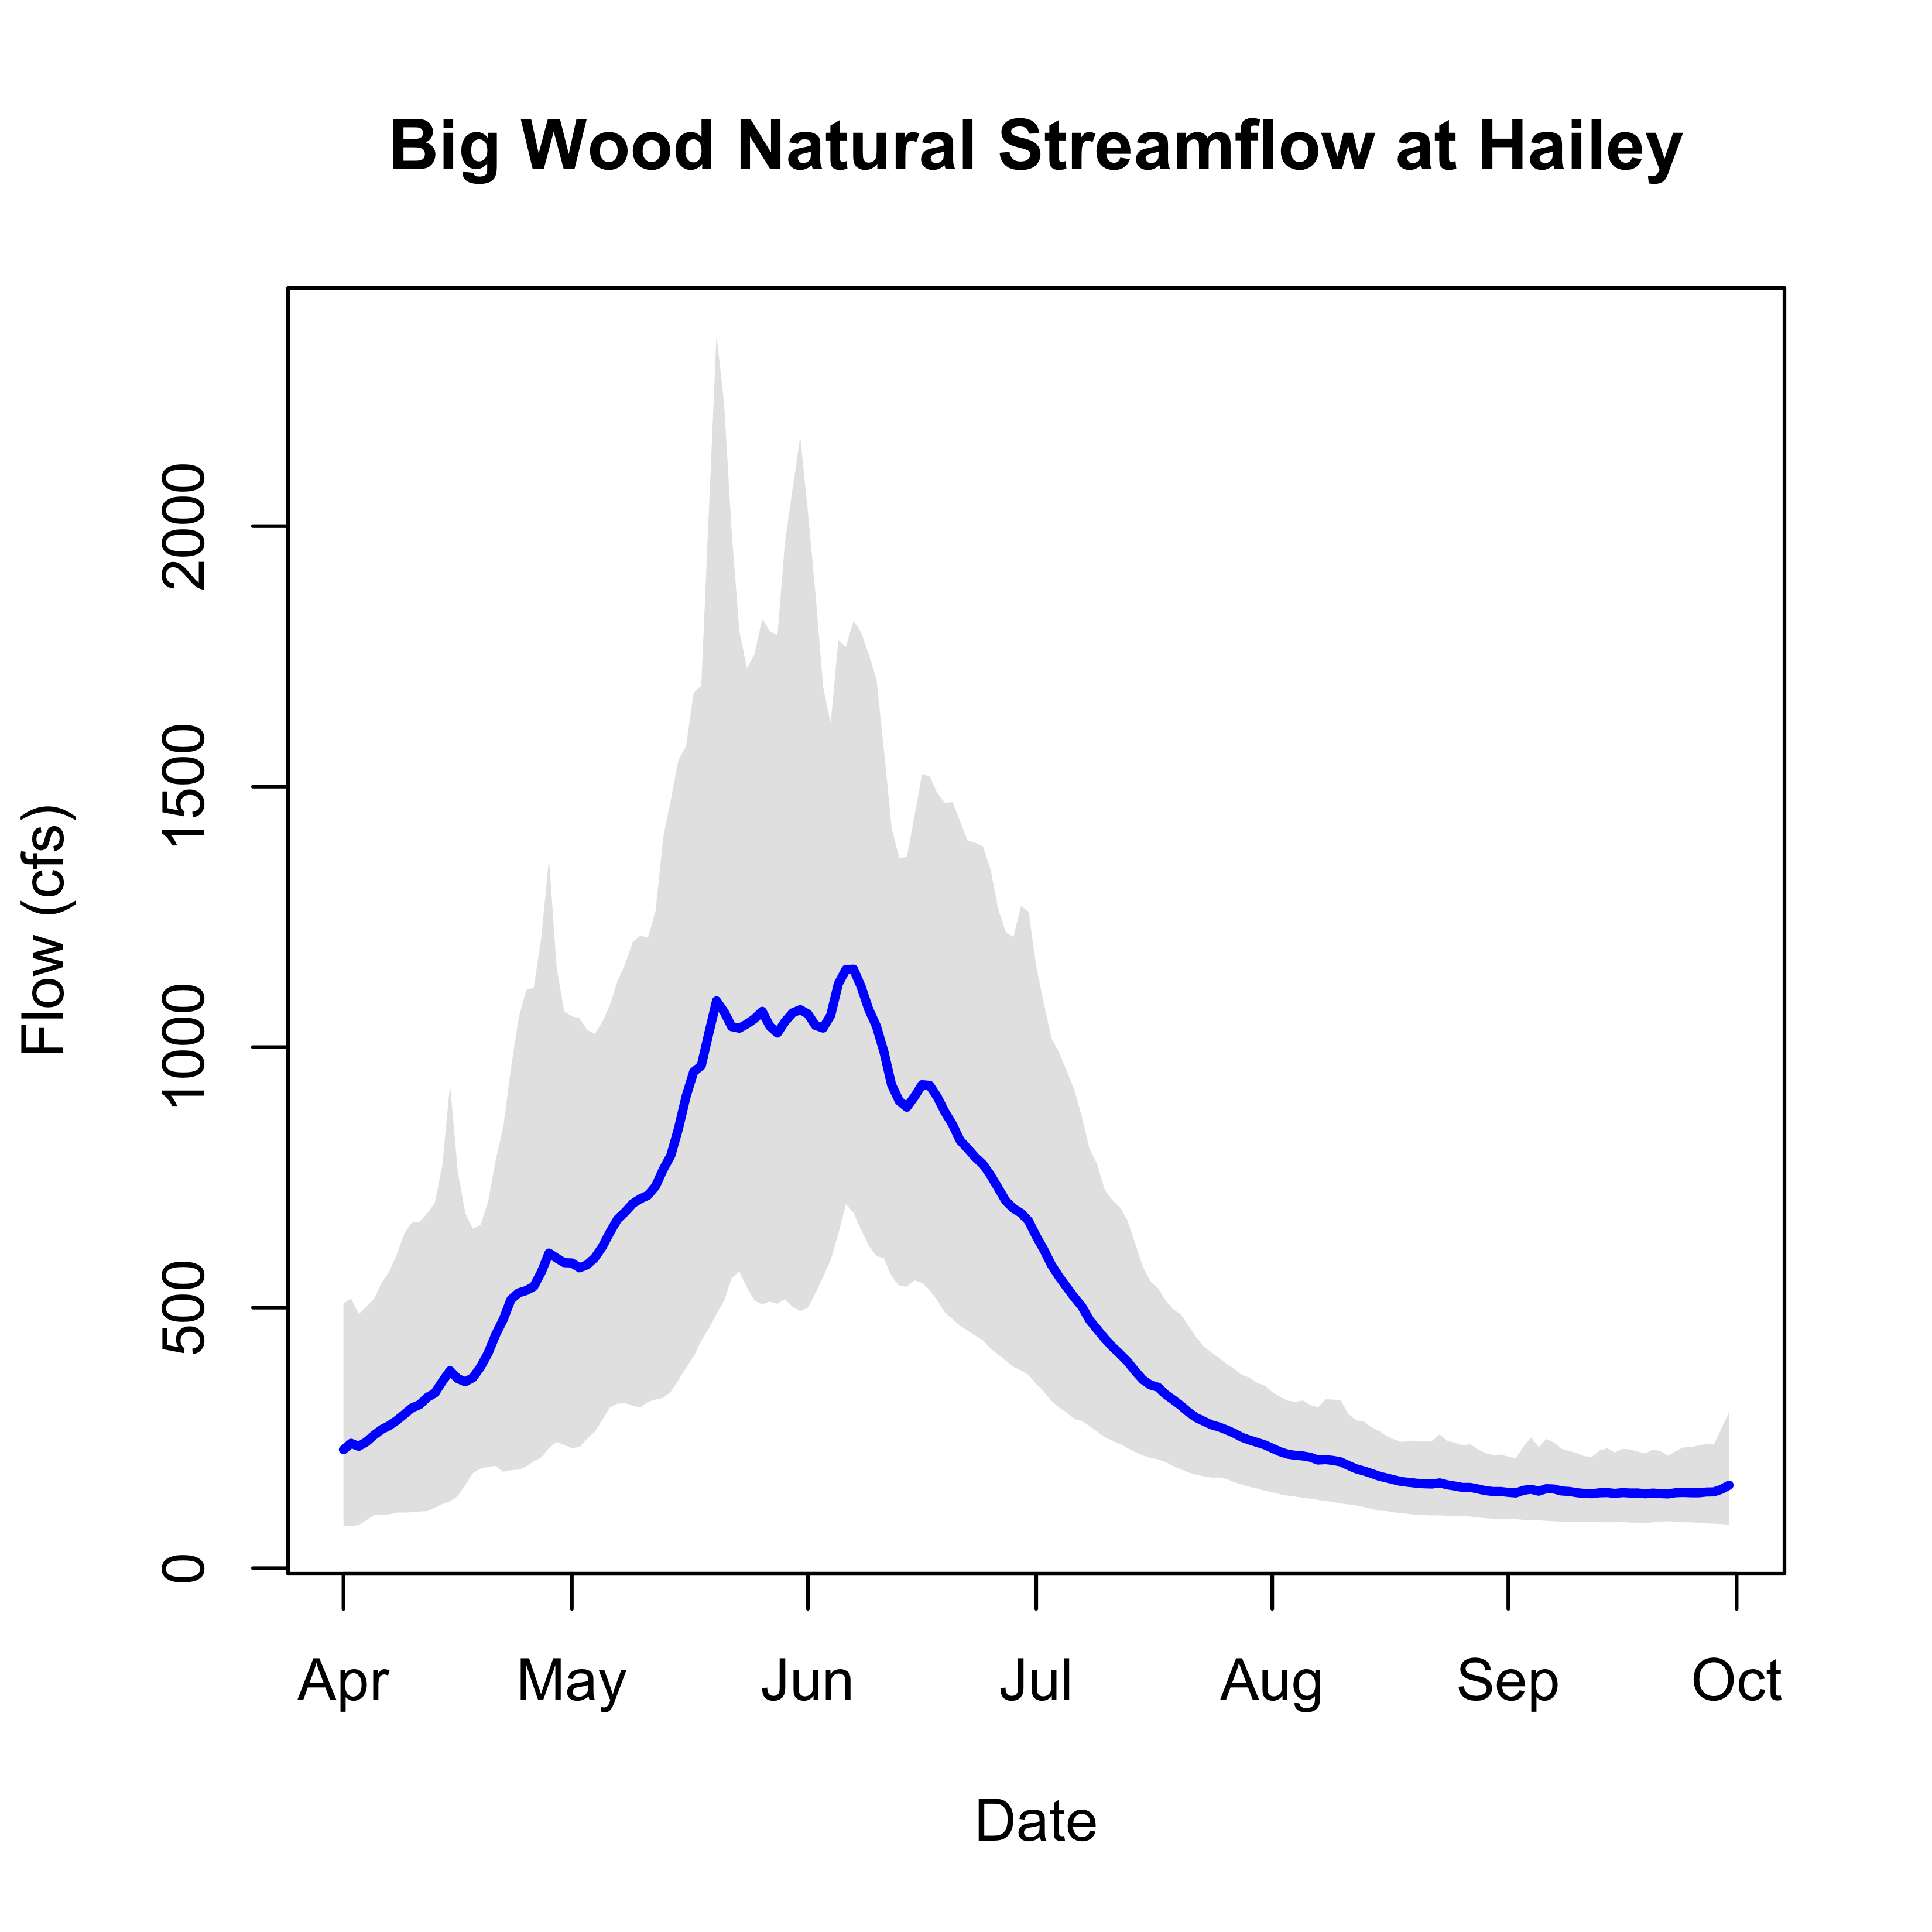 Big Wood Natural Streamflow at Hailey
Flow (cfs)
2000
1500
1000
500
0
Apr May Jun Jul Aug Sep Oct
Date